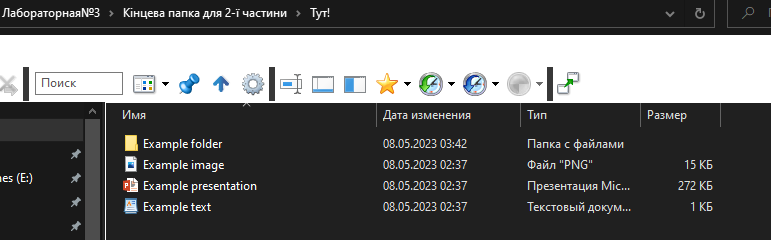 Лабораторная№3 > Кінцева папка для 2-ї частини > Тут!
Поиск
Имя Дата изменения Тип Размер
Example folder 08.05.2023 03:42 Папка с файлами
Example image 08.05.2023 02:37 Файл "PNG" 15 КБ
nes (E:) Example presentation 08.05.2023 02:37 Презентация Mic... 272 КБ
Example text 08.05.2023 02:37 Текстовый докум... 1 КБ